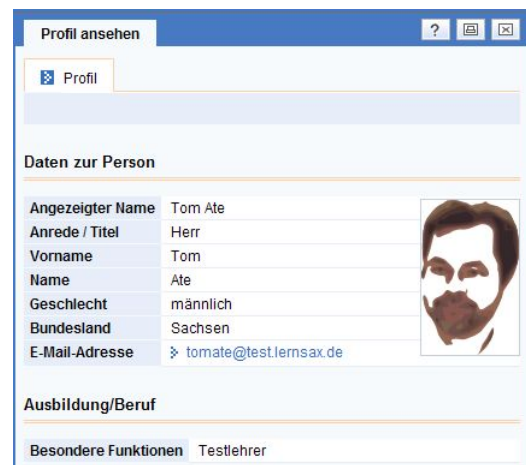 Profil ansehen ?
Profil
Daten zur Person
Angezeigter Name Tom Ate
Anrede / Titel Herr
Vorname Tom
Name Ate
Geschlecht männlich
Bundesland Sachsen
E-Mail-Adresse tomate@test.lernsax.de
Ausbildung/Beruf
Besondere Funktionen Testlehrer